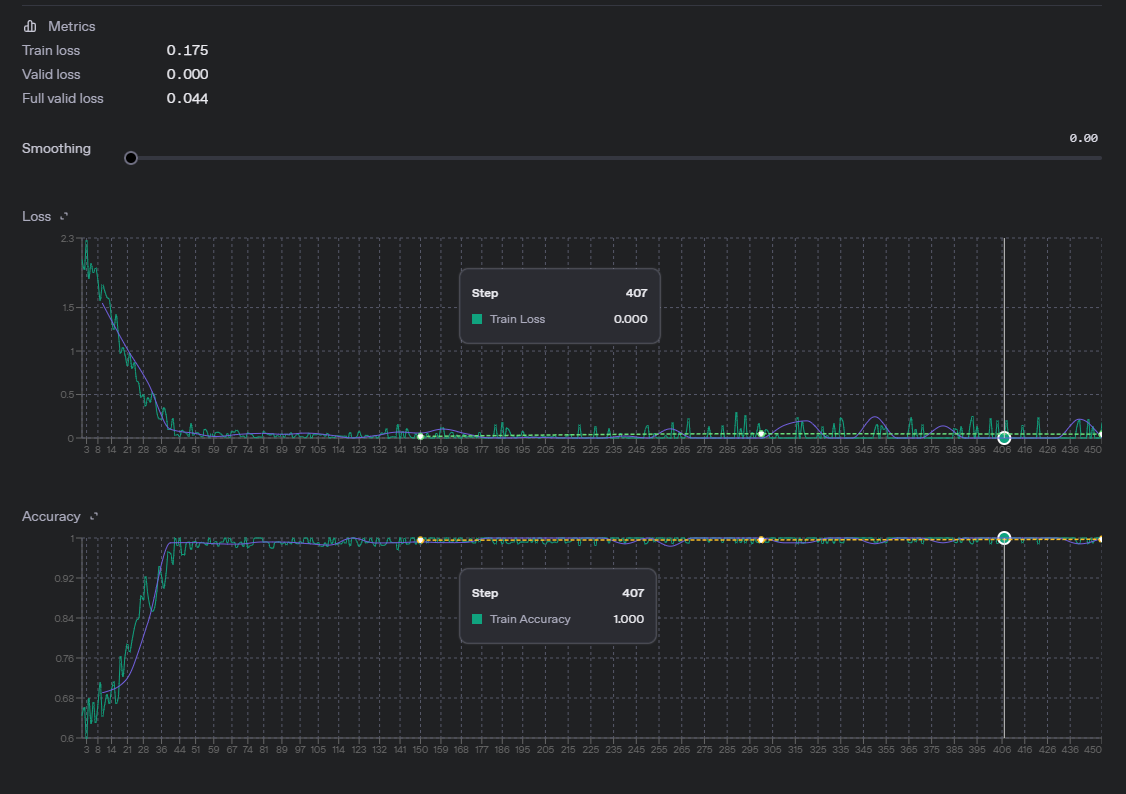 Metrics
Train loss 0.175
Valid loss 0.000
Full valid loss 0.044
0.00
Smoothing
Loss
2.3
1.5
1
0.5
0
Step 407
Train Loss 0.000
3 8 14 21 28 36 44 51 59 67 74 81 89 97 105 114 123 132 141 150 159 168 177 186 195 205 215 225 235 245 255 265 275 285 295 305 315 325 335 345 355 365 375 385 395 406 416 426 436 450
Accuracy
1
0.92
0.84
0.76
0.68
0.6
Step 407
Train Accuracy 1.000
3 8 14 21 28 36 44 51 59 67 74 81 89 97 105 114 123 132 141 150 159 168 177 186 195 205 215 225 235 245 255 265 275 285 295 305 315 325 335 345 355 365 375 385 395 406 416 426 436 450